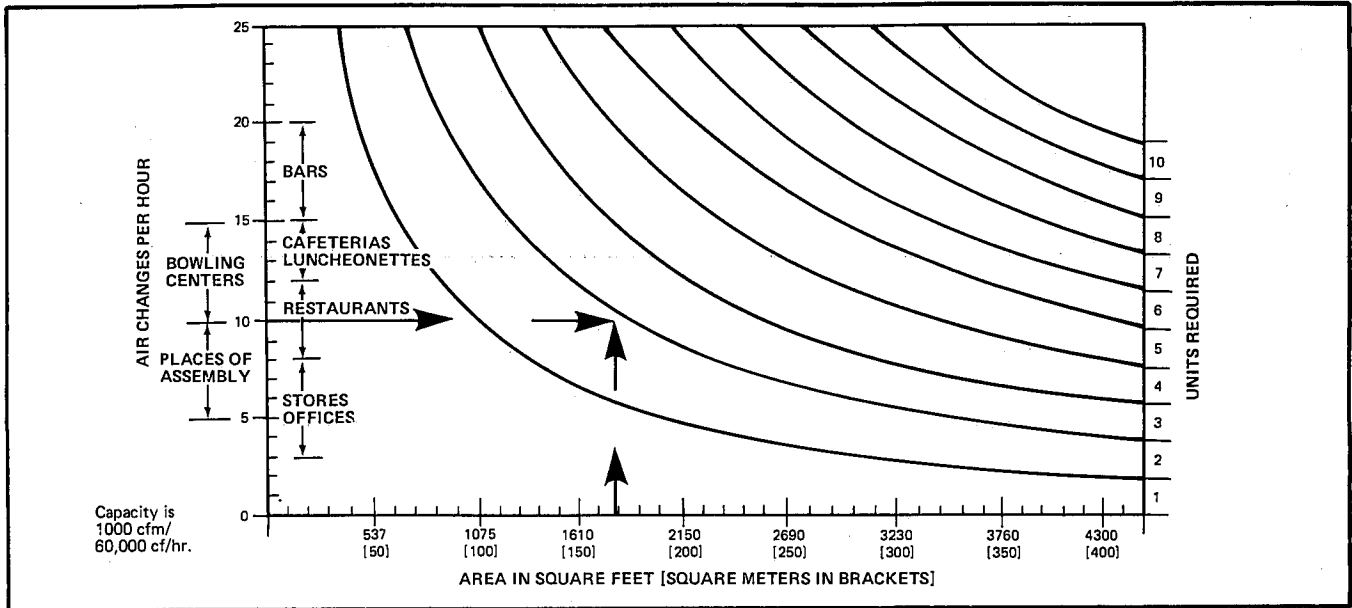 25
20
15
10
5
0
AIR CHANGES PER HOUR
BOWLING
CENTERS
PLACES OF
ASSEMBLY
BARS
CAFETERIAS
LUNCHEONETTES
RESTAURANTS
STORES
OFFICES
10
9
8
7
6
5
4
3
2
1
UNITS REQUIRED
Capacity is
1000 cfm/
60,000 cf/hr.
537 1075 1610 2150 2690 3230 3760 4300
[50] [100] [150] [200] [250] [300] [350] [400]
AREA IN SQUARE FEET [SQUARE METERS IN BRACKETS]